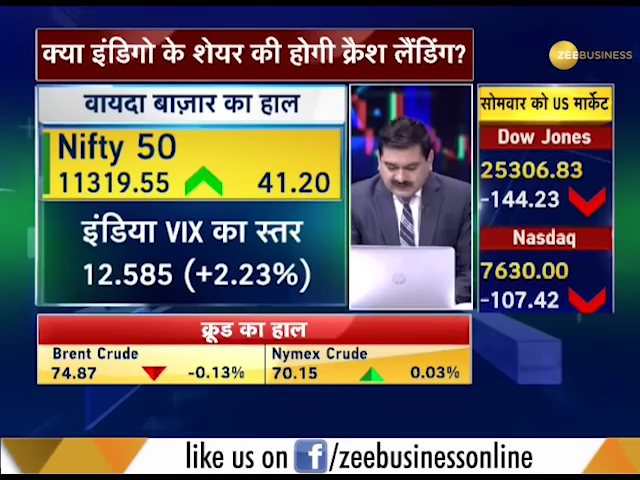 क्या इंडिगो के शेयर की होगी क्रैश लैंडिंग?
ZEEBUSINESS
वायदा बाज़ार का हाल
Nifty 50
11319.55 41.20
इंडिया VIX का स्तर
12.585 (+2.23%)
सोमवार को US मार्केट
Dow Jones
25306.83
-144.23
Nasdaq
7630.00
-107.42
क्रूड का हाल
Brent Crude
74.87 -0.13%
Nymex Crude
70.15 0.03%
like us on f/zeebusinessonline